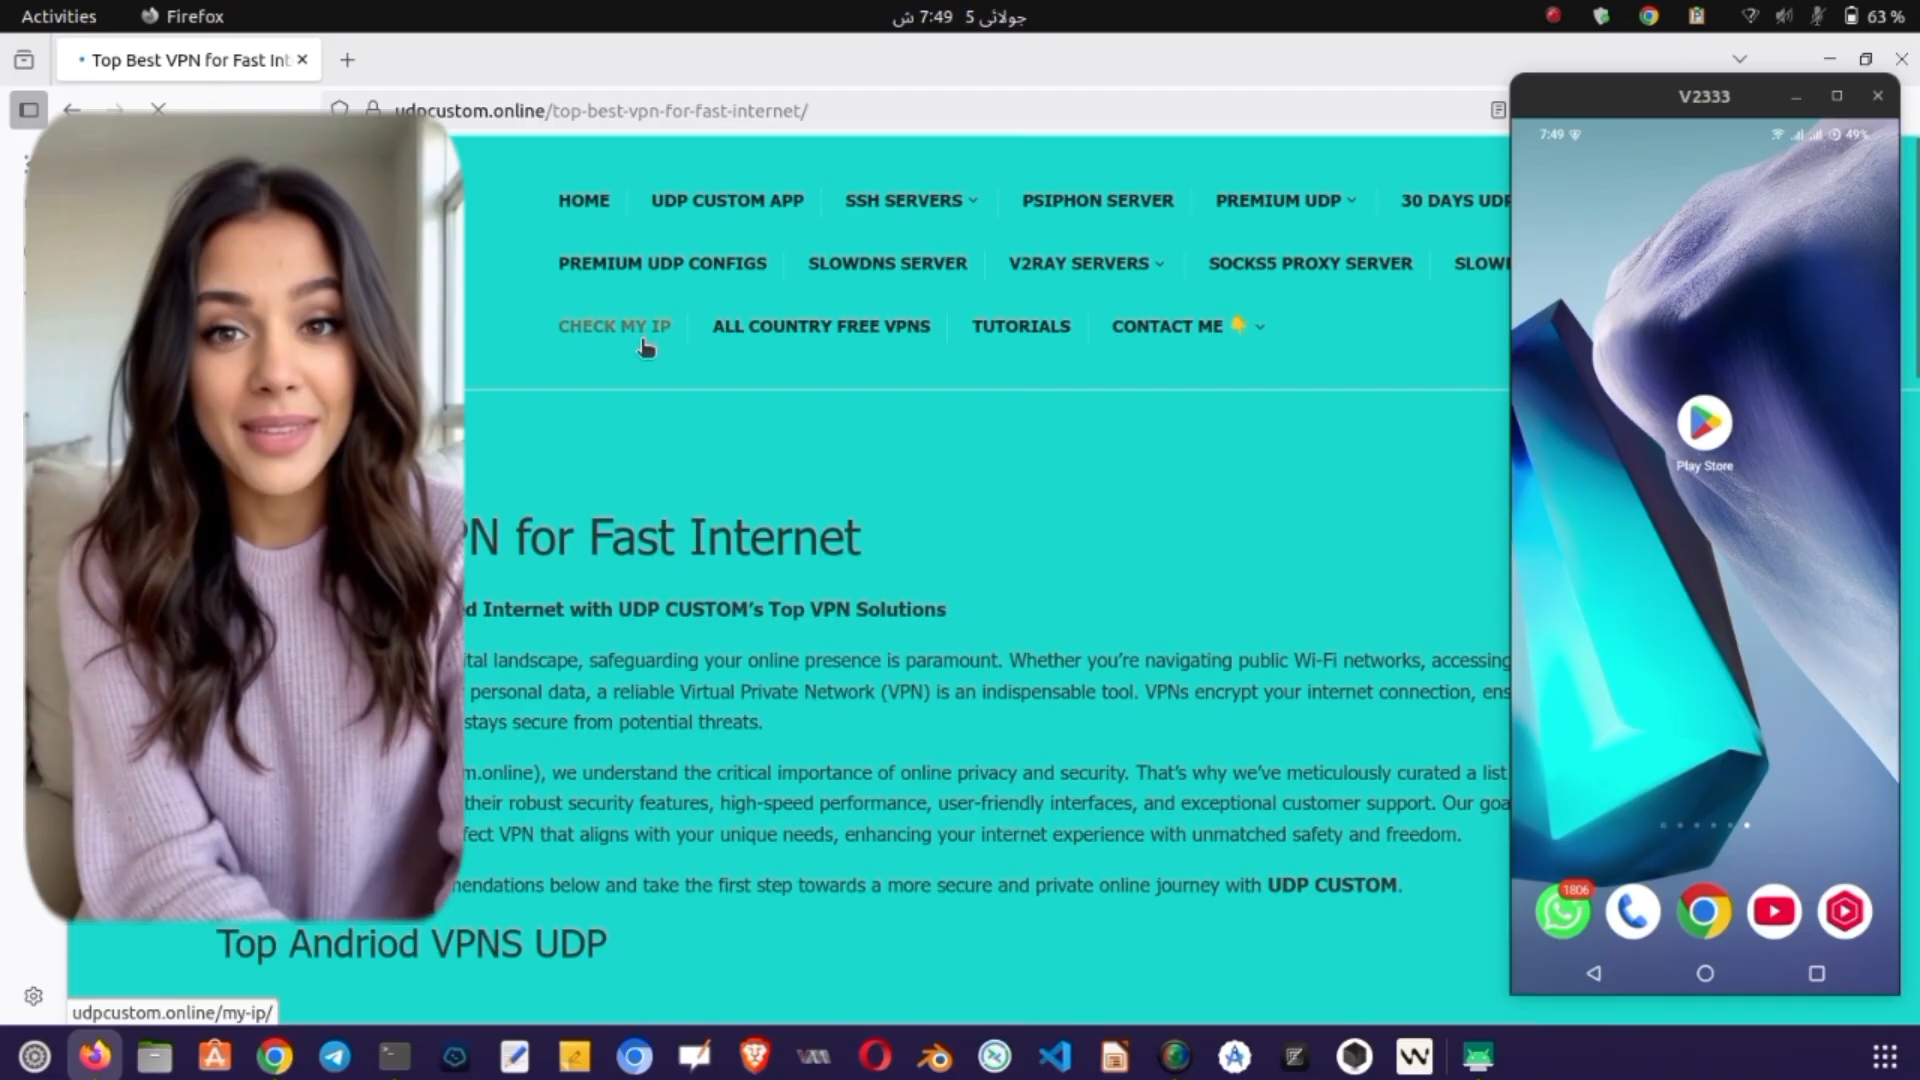 Activities
Firefox
جولائی 5 7:49 ش
63 %
Top Best VPN for Fast Int
udpcustom.online/top-best-vpn-for-fast-internet/
HOME
UDP CUSTOM APP
SSH SERVERS
PSIPHON SERVER
PREMIUM UDP
30 DAYS UDP
PREMIUM UDP CONFIGS
SLOWDNS SERVER
V2RAY SERVERS
SOCKS5 PROXY SERVER
CHECK MY IP
ALL COUNTRY FREE VPNS
TUTORIALS
CONTACT ME 👇
PN for Fast Internet
d Internet with UDP CUSTOM’s Top VPN Solutions
ital landscape, safeguarding your online presence is paramount. Whether you’re navigating public Wi-Fi networks, accessing
personal data, a reliable Virtual Private Network (VPN) is an indispensable tool. VPNs encrypt your internet connection, ens
stays secure from potential threats.
m.online), we understand the critical importance of online privacy and security. That’s why we’ve meticulously curated a list
their robust security features, high-speed performance, user-friendly interfaces, and exceptional customer support. Our goa
fect VPN that aligns with your unique needs, enhancing your internet experience with unmatched safety and freedom.
mendations below and take the first step towards a more secure and private online journey with UDP CUSTOM.
Top Andriod VPNS UDP
udpcustom.online/my-ip/
V2333
7:49
49%
Play Store
1806